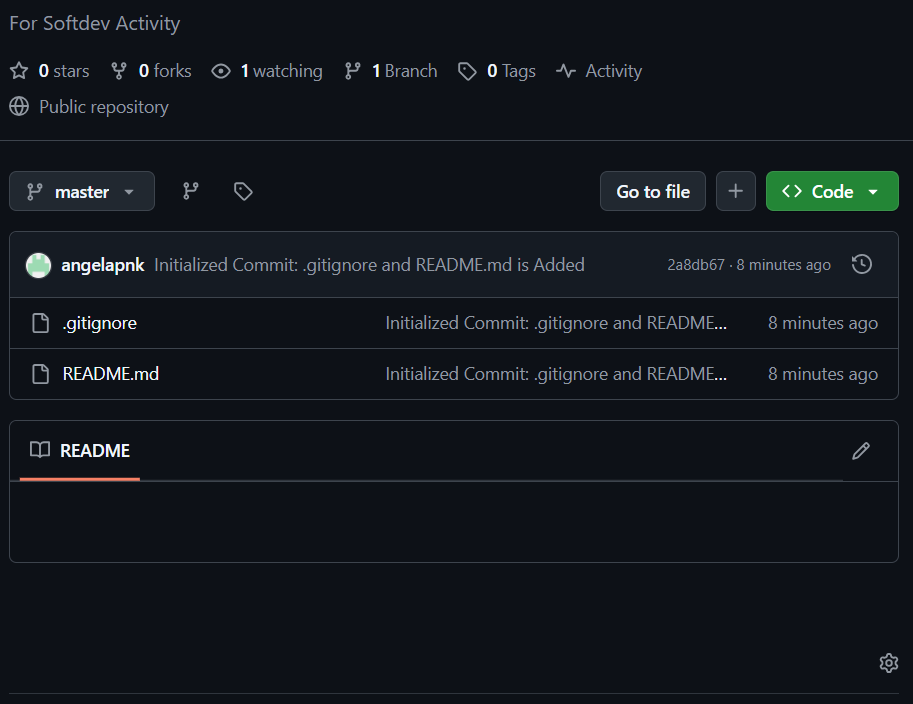 For Softdev Activity
0 stars 0 forks 1 watching 1 Branch 0 Tags Activity
Public repository
master Go to file Code
angelapnk Initialized Commit: .gitignore and README.md is Added 2a8db67 · 8 minutes ago
.gitignore Initialized Commit: .gitignore and README... 8 minutes ago
README.md Initialized Commit: .gitignore and README... 8 minutes ago
README